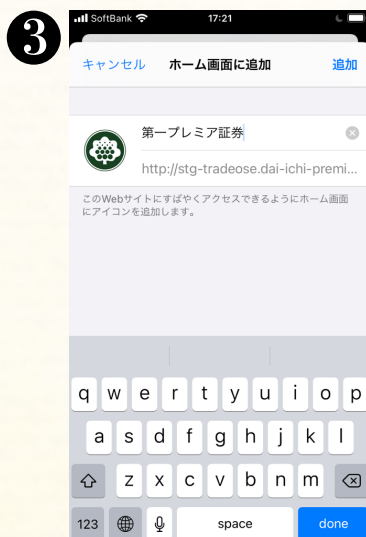 3
SoftBank 17:21
キャンセル ホーム画面に追加 追加
第一プレミア証券
http://stg-tradeose.dai-ichi-premi...
このWebサイトにすばやくアクセスできるようにホーム画面
にアイコンを追加します。
q w e r t y u i o p
a s d f g h j k l
z x c v b n m
123 space done